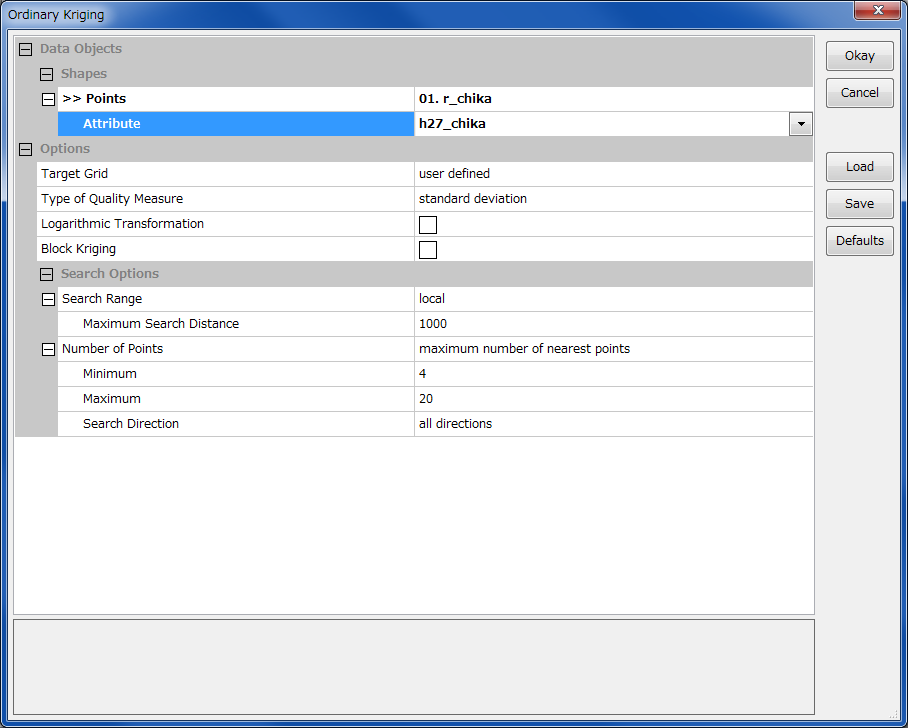 Ordinary Kriging
Data Objects
Shapes
>> Points 01. r_chika
Attribute h27_chika
Options
Target Grid user defined
Type of Quality Measure standard deviation
Logarithmic Transformation
Block Kriging
Search Options
Search Range local
Maximum Search Distance 1000
Number of Points maximum number of nearest points
Minimum 4
Maximum 20
Search Direction all directions
Okay
Cancel
Load
Save
Defaults